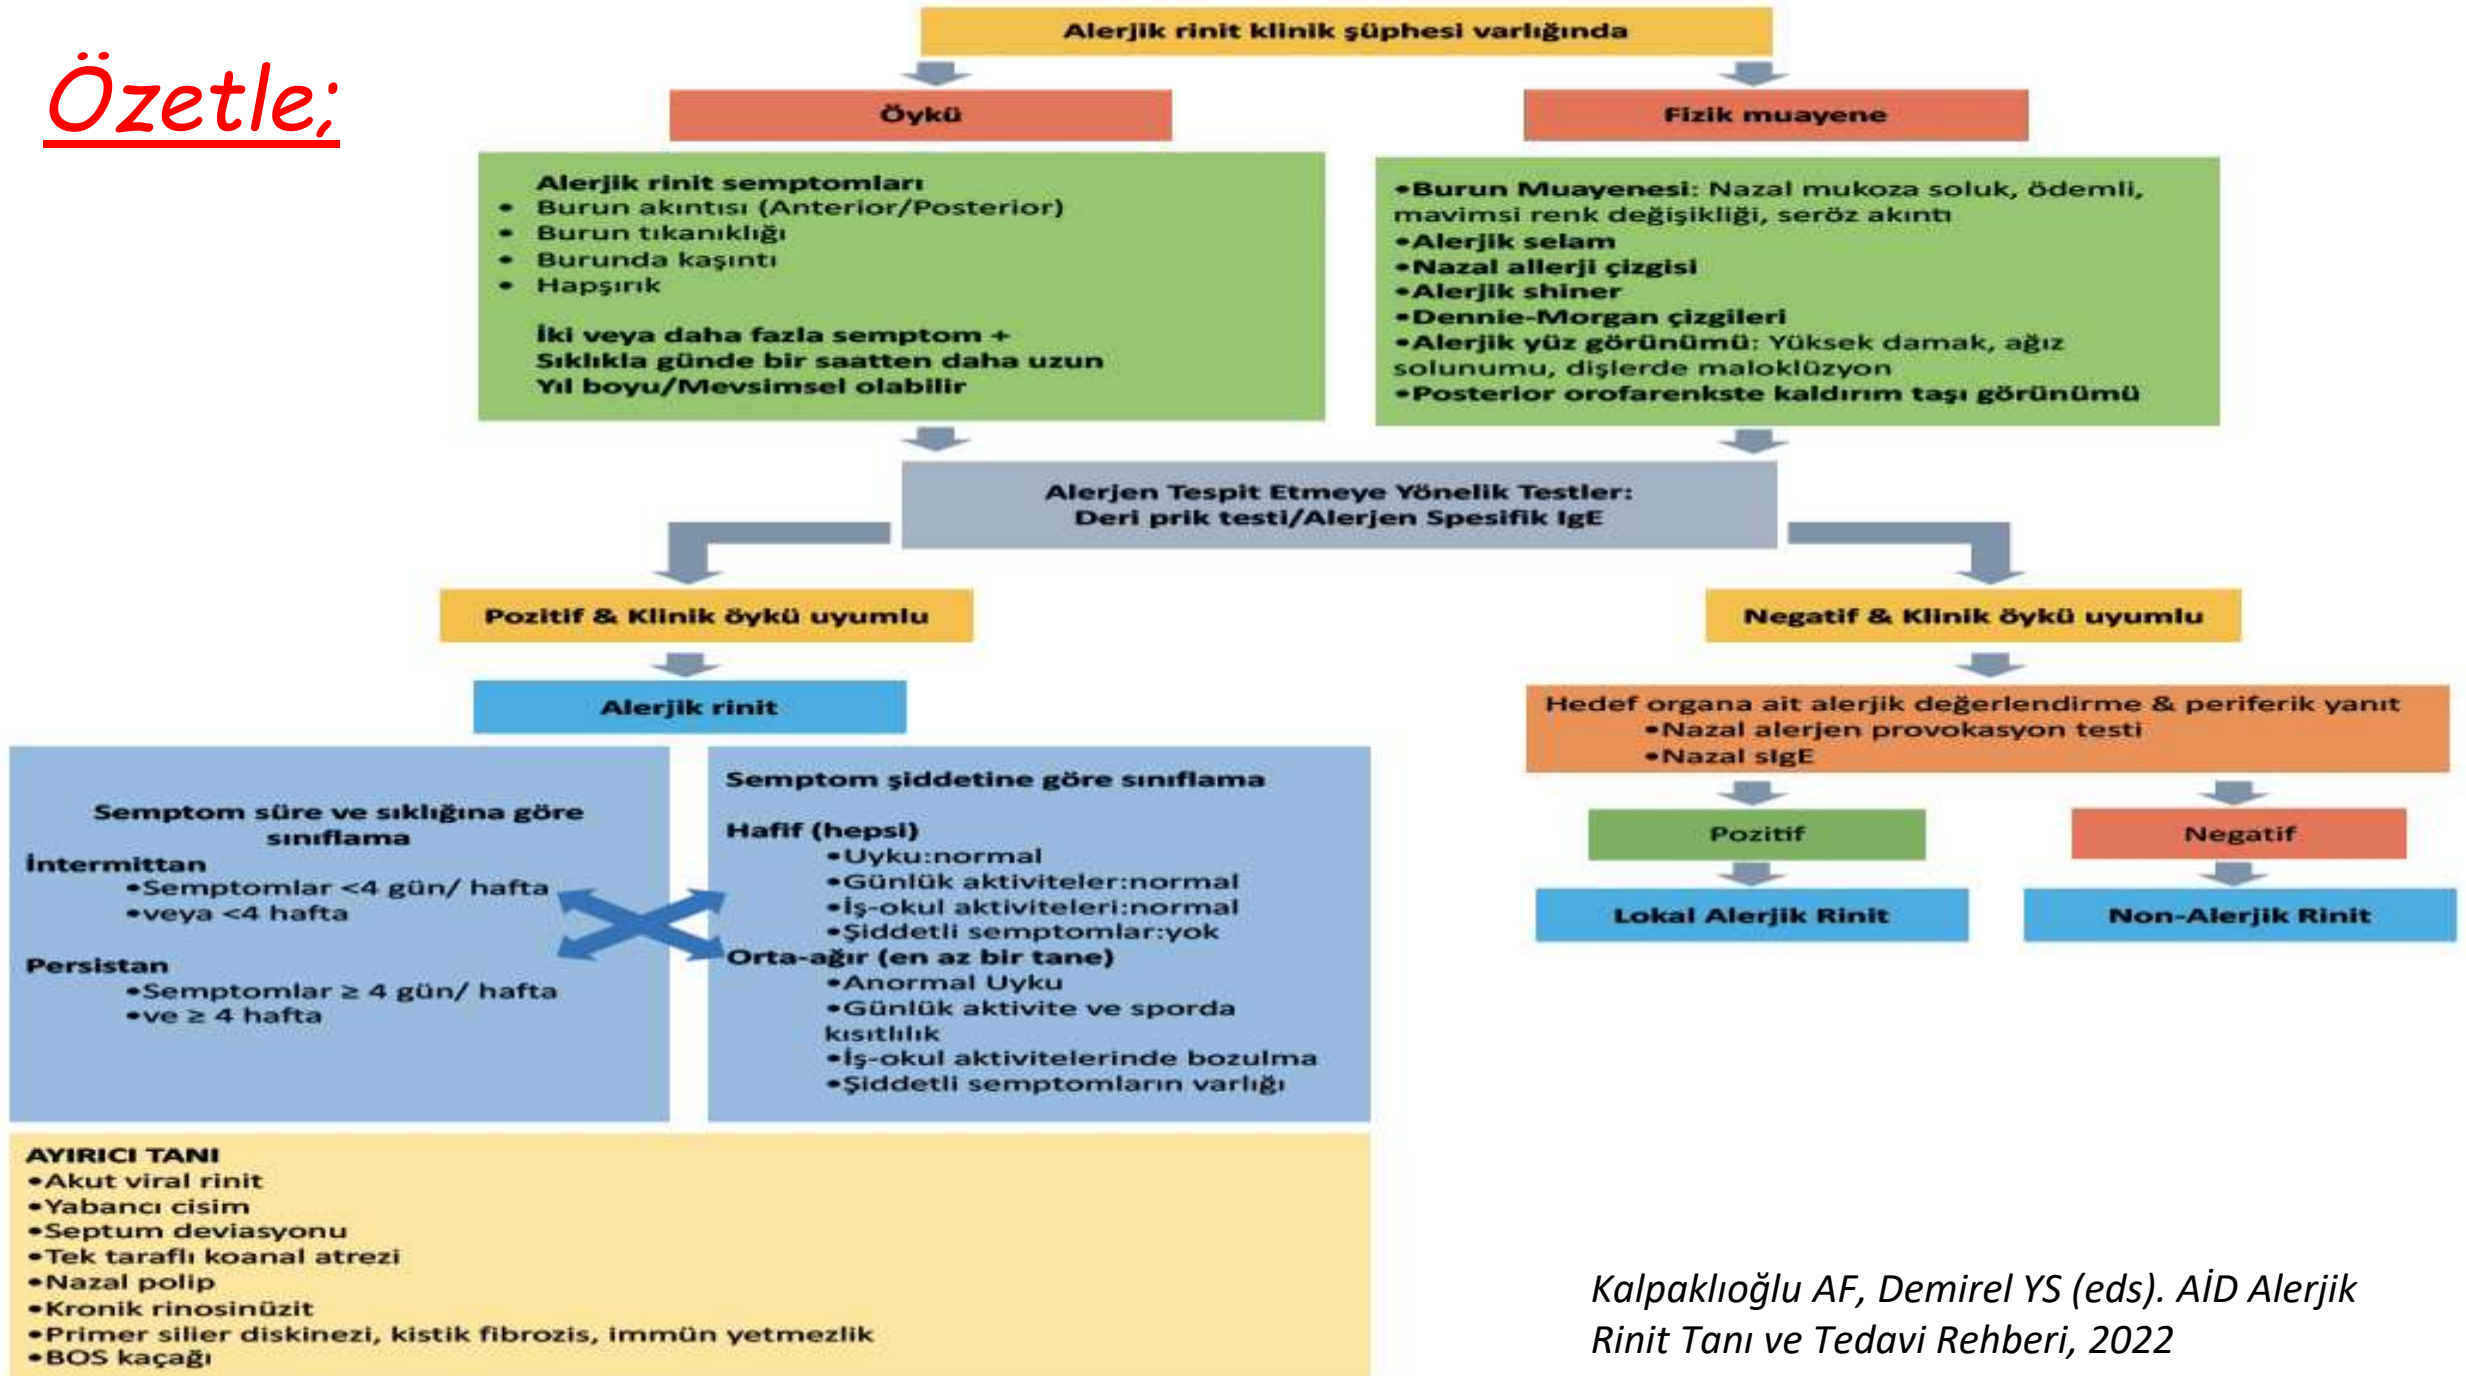 Özetle;
Alerjik rinit klinik şüphesi varlığında
Öykü
Fizik muayene
Alerjik rinit semptomları
• Burun akıntısı (Anterior/Posterior)
• Burun tıkanıklığı
• Burunda kaşıntı
• Hapşırık
İki veya daha fazla semptom +
Sıklıkla günde bir saatten daha uzun
Yıl boyu/Mevsimsel olabilir
•Burun Muayenesi: Nazal mukoza soluk, ödemli,
mavimsi renk değişikliği, seröz akıntı
•Alerjik selam
•Nazal allerji çizgisi
•Alerjik shiner
•Dennie-Morgan çizgileri
•Alerjik yüz görünümü: Yüksek damak, ağız
solunumu, dişlerde maloklüzyon
•Posterior orofarenkste kaldırım taşı görünümü
Alerjen Tespit Etmeye Yönelik Testler:
Deri prik testi/Alerjen Spesifik IgE
Pozitif & Klinik öykü uyumlu
Negatif & Klinik öykü uyumlu
Alerjik rinit
Hedef organa ait alerjik değerlendirme & periferik yanıt
•Nazal alerjen provokasyon testi
•Nazal sIgE
Pozitif
Negatif
Lokal Alerjik Rinit
Non-Alerjik Rinit
Semptom süre ve sıklığına göre
sınıflama
İntermittan
•Semptomlar <4 gün/ hafta
•veya <4 hafta
Persistan
•Semptomlar ≥ 4 gün/ hafta
•ve ≥ 4 hafta
Semptom şiddetine göre sınıflama
Hafif (hepsi)
•Uyku:normal
•Günlük aktiviteler:normal
•İş-okul aktiviteleri:normal
•Şiddetli semptomlar:yok
Orta-ağır (en az bir tane)
•Anormal Uyku
•Günlük aktivite ve sporda
kısıtlılık
•İş-okul aktivitelerinde bozulma
•Şiddetli semptomların varlığı
AYIRICI TANI
•Akut viral rinit
•Yabancı cisim
•Septum deviasyonu
•Tek taraflı koanal atrezi
•Nazal polip
•Kronik rinosinüzit
•Primer silier diskinezi, kistik fibrozis, immün yetmezlik
•BOS kaçağı
Kalpaklıoğlu AF, Demirel YS (eds). AİD Alerjik
Rinit Tanı ve Tedavi Rehberi, 2022